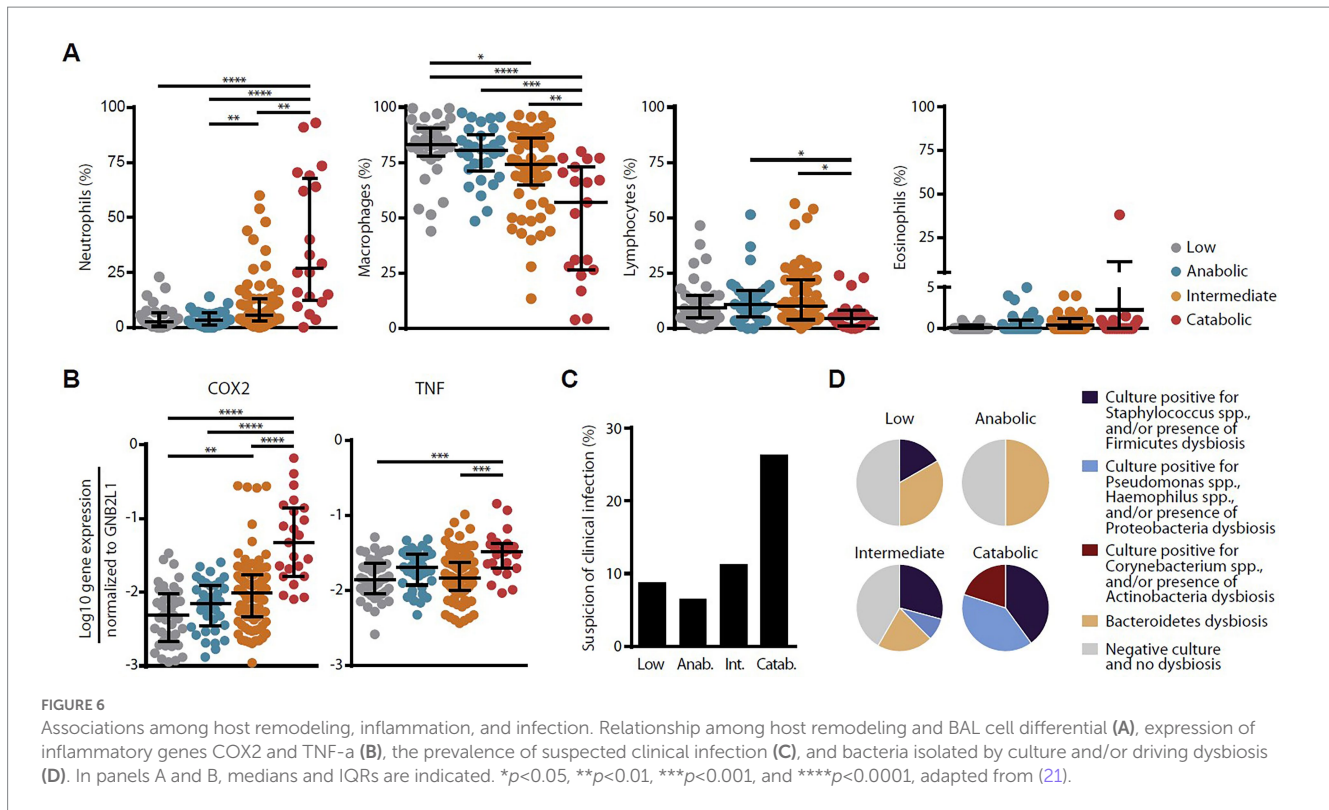 A
*
****
****
****
***
**
**
**
*
*
100
75
50
25
0
Neutrophils (%)
100
75
50
25
0
Macrophages (%)
100
75
50
25
0
Lymphocytes (%)
100
75
50
25
5
0
Eosinophils (%)
Low
Anabolic
Intermediate
Catabolic
B
COX2
TNF
****
****
**
****
***
***
0
-1
-2
-3
Log10 gene expression
normalized to GNB2L1
0
-1
-2
-3
C
30
20
10
0
Suspicion of clinical infection (%)
Low
Anab.
Int.
Catab.
D
Low
Anabolic
Intermediate
Catabolic
Culture positive for
Staphylococcus spp.,
and/or presence of
Firmicutes dysbiosis
Culture positive for
Pseudomonas spp.,
Haemophilus spp.,
and/or presence of
Proteobacteria dysbiosis
Culture positive for
Corynebacterium spp.,
and/or presence of
Actinobacteria dysbiosis
Bacteroidetes dysbiosis
Negative culture
and no dysbiosis
FIGURE 6
Associations among host remodeling, inflammation, and infection. Relationship among host remodeling and BAL cell differential (A), expression of
inflammatory genes COX2 and TNF-a (B), the prevalence of suspected clinical infection (C), and bacteria isolated by culture and/or driving dysbiosis
(D). In panels A and B, medians and IQRs are indicated. *p<0.05, **p<0.01, ***p<0.001, and ****p<0.0001, adapted from (21).